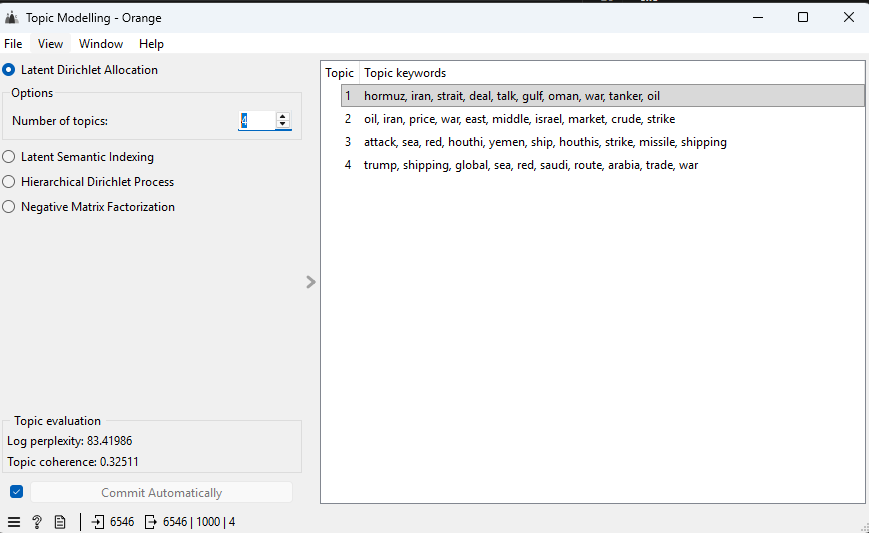 Topic Modelling - Orange
File View Window Help
Latent Dirichlet Allocation
Options
Number of topics: 4
Latent Semantic Indexing
Hierarchical Dirichlet Process
Negative Matrix Factorization
Topic evaluation
Log perplexity: 83.41986
Topic coherence: 0.32511
Commit Automatically
6546 6546 | 1000 | 4
Topic Topic keywords
1 hormuz, iran, strait, deal, talk, gulf, oman, war, tanker, oil
2 oil, iran, price, war, east, middle, israel, market, crude, strike
3 attack, sea, red, houthi, yemen, ship, houthis, strike, missile, shipping
4 trump, shipping, global, sea, red, saudi, route, arabia, trade, war